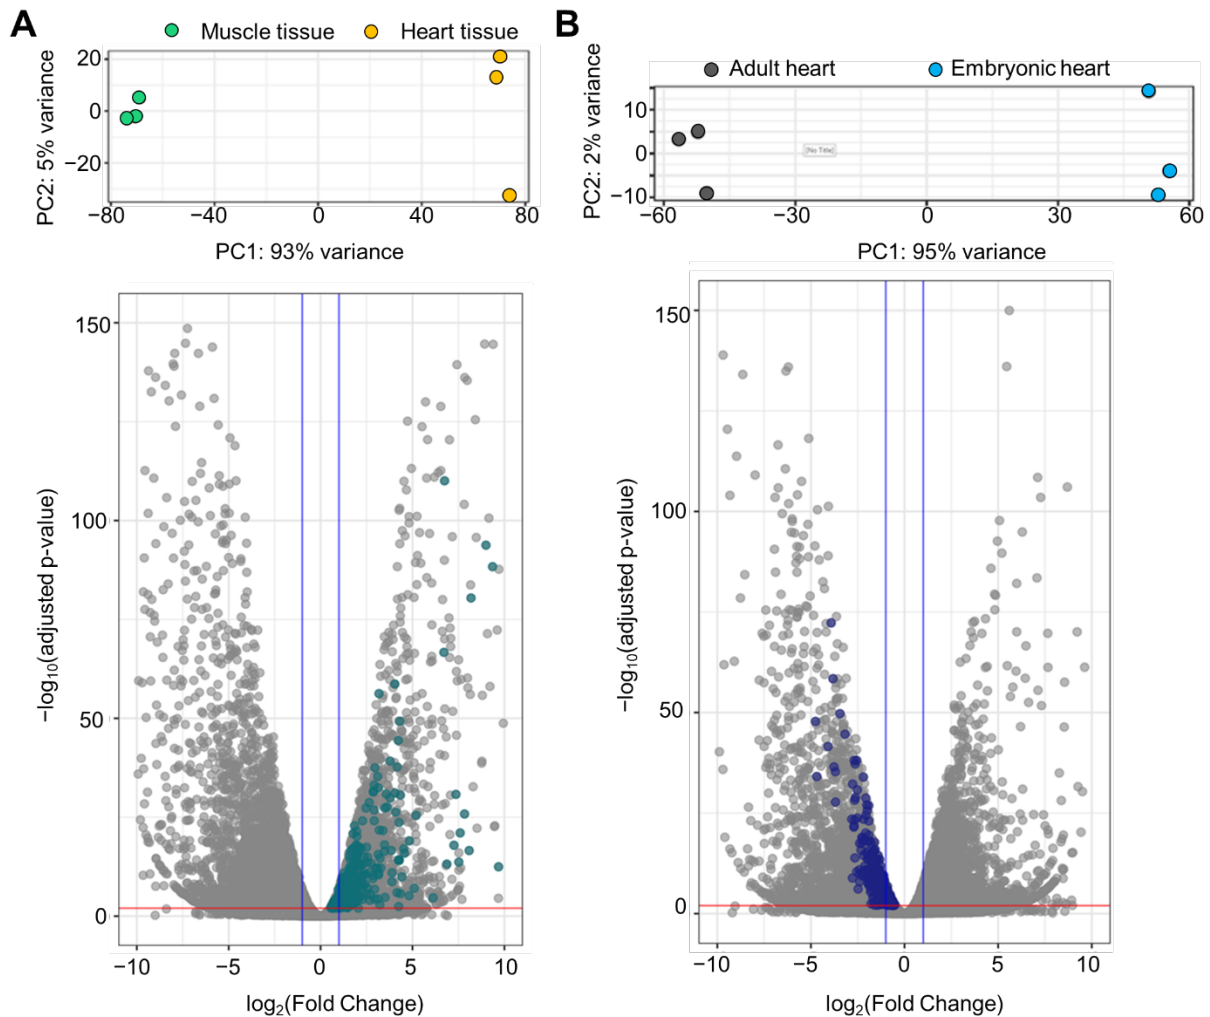 A
Muscle tissue
Heart tissue
PC2: 5% variance
20
0
−20
−80
−40
0
40
80
PC1: 93% variance
B
Adult heart
Embryonic heart
PC2: 2% variance
10
0
−10
[No Title]
−60
−30
0
30
60
PC1: 95% variance
−log₁₀(adjusted p-value)
150
100
50
0
−10
−5
0
5
10
log₂(Fold Change)
−log₁₀(adjusted p-value)
150
100
50
0
−10
−5
0
5
10
log₂(Fold Change)